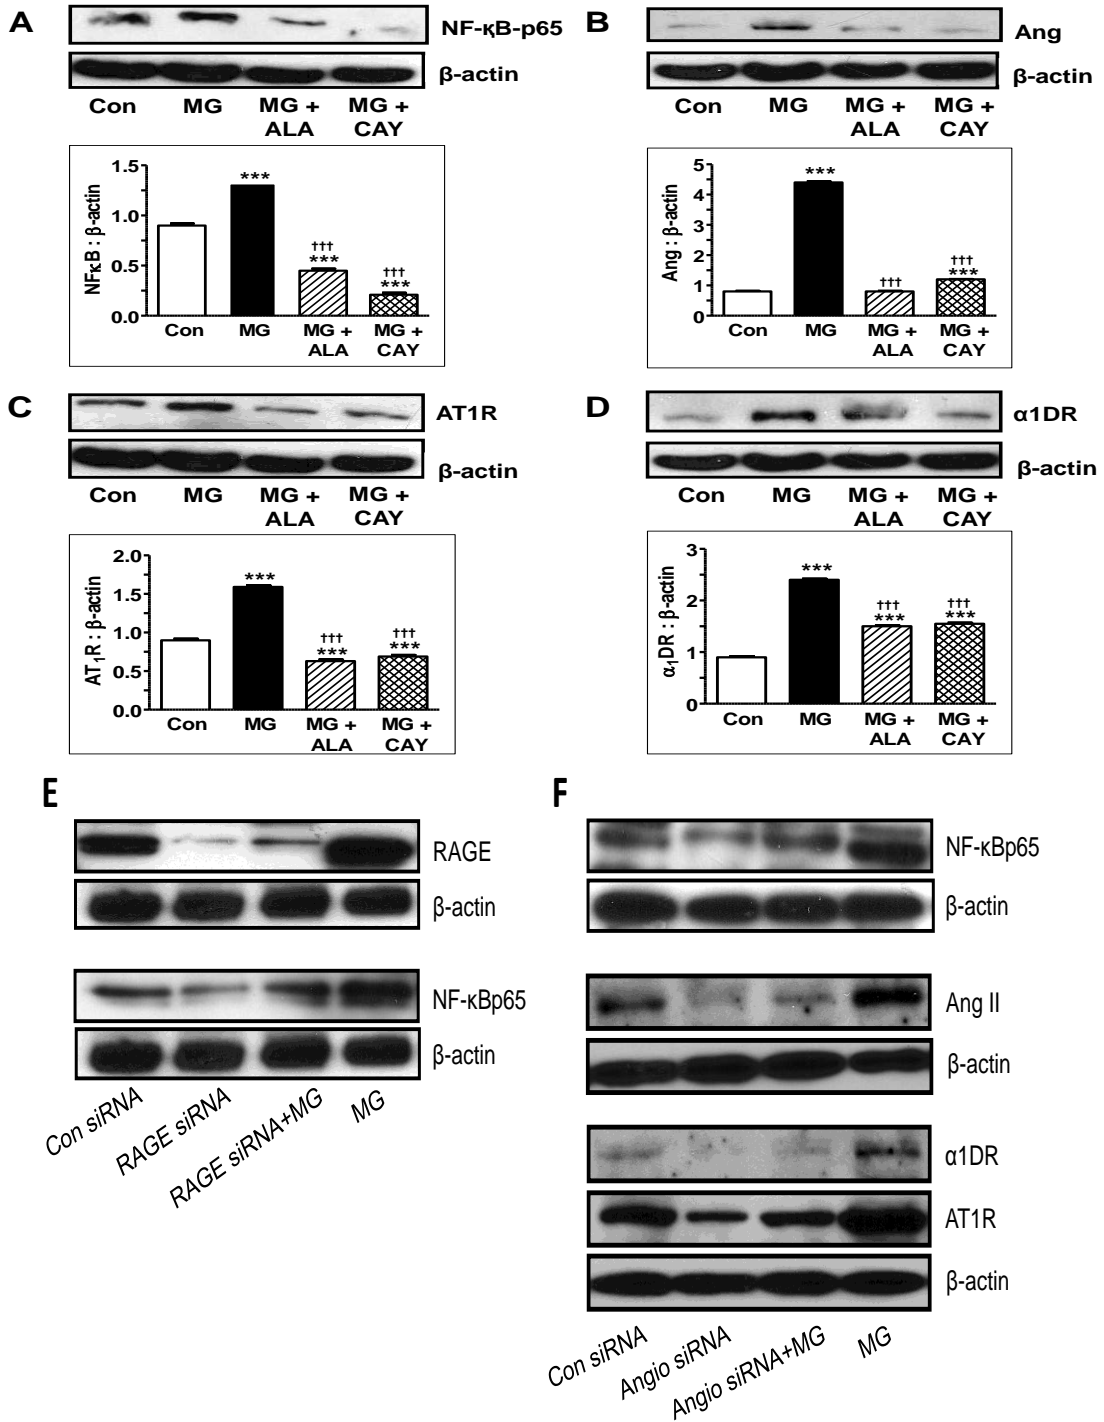 A
NF-κB-p65
β-actin
Con MG MG + ALA MG + CAY
NFκB : β-actin
1.5
1.0
0.5
0.0
***
†††
***
†††
***
Con MG MG + ALA MG + CAY
B
Ang
β-actin
Con MG MG + ALA MG + CAY
Ang : β-actin
5
4
3
2
1
0
***
†††
†††
***
Con MG MG + ALA MG + CAY
C
AT1R
β-actin
Con MG MG + ALA MG + CAY
AT1R : β-actin
2.0
1.5
1.0
0.5
0.0
***
†††
***
†††
***
Con MG MG + ALA MG + CAY
D
α1DR
β-actin
Con MG MG + ALA MG + CAY
α1DR : β-actin
3
2
1
0
***
†††
***
†††
***
Con MG MG + ALA MG + CAY
E
RAGE
β-actin
NF-κBp65
β-actin
Con siRNA
RAGE siRNA
RAGE siRNA+MG
MG
F
NF-κBp65
β-actin
Ang II
β-actin
α1DR
AT1R
β-actin
Con siRNA
Angio siRNA
Angio siRNA+MG
MG